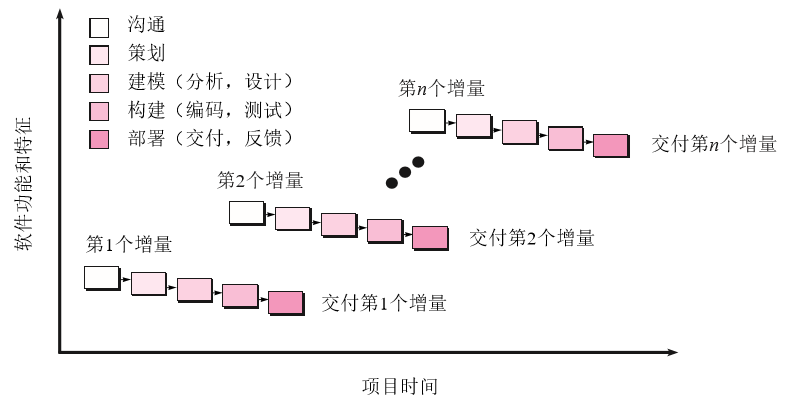 沟通
策划
建模（分析，设计）
构建（编码，测试）
部署（交付，反馈）
软件功能和特征
第n个增量
交付第n个增量
第2个增量
交付第2个增量
第1个增量
交付第1个增量
项目时间